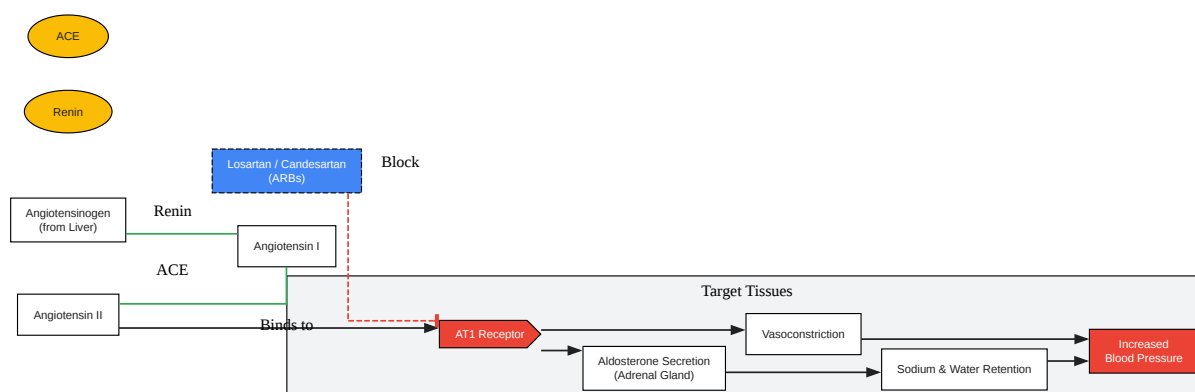 ACE
Renin
Losartan / Candesartan
(ARBs)
Block
Angiotensinogen
(from Liver)
Renin
Angiotensin I
ACE
Target Tissues
Angiotensin II
Binds to
AT1 Receptor
Vasoconstriction
Increased
Blood Pressure
Aldosterone Secretion
(Adrenal Gland)
Sodium & Water Retention